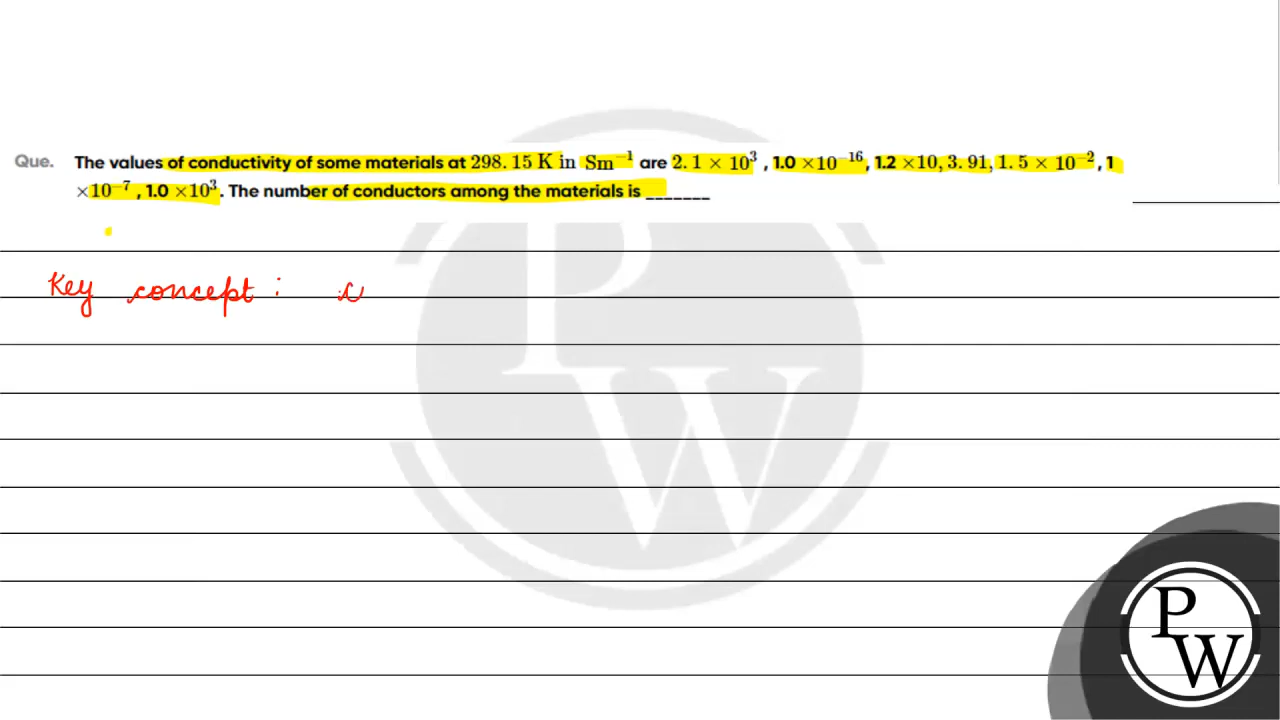 Que. The values of conductivity of some materials at 298. 15 K in Sm⁻¹ are 2. 1 × 10³ , 1.0 ×10⁻¹⁶, 1.2 ×10, 3. 91, 1. 5 × 10⁻² , 1
×10⁻⁷ , 1.0 ×10³. The number of conductors among the materials is _______
Key concept :
P
W
P
W